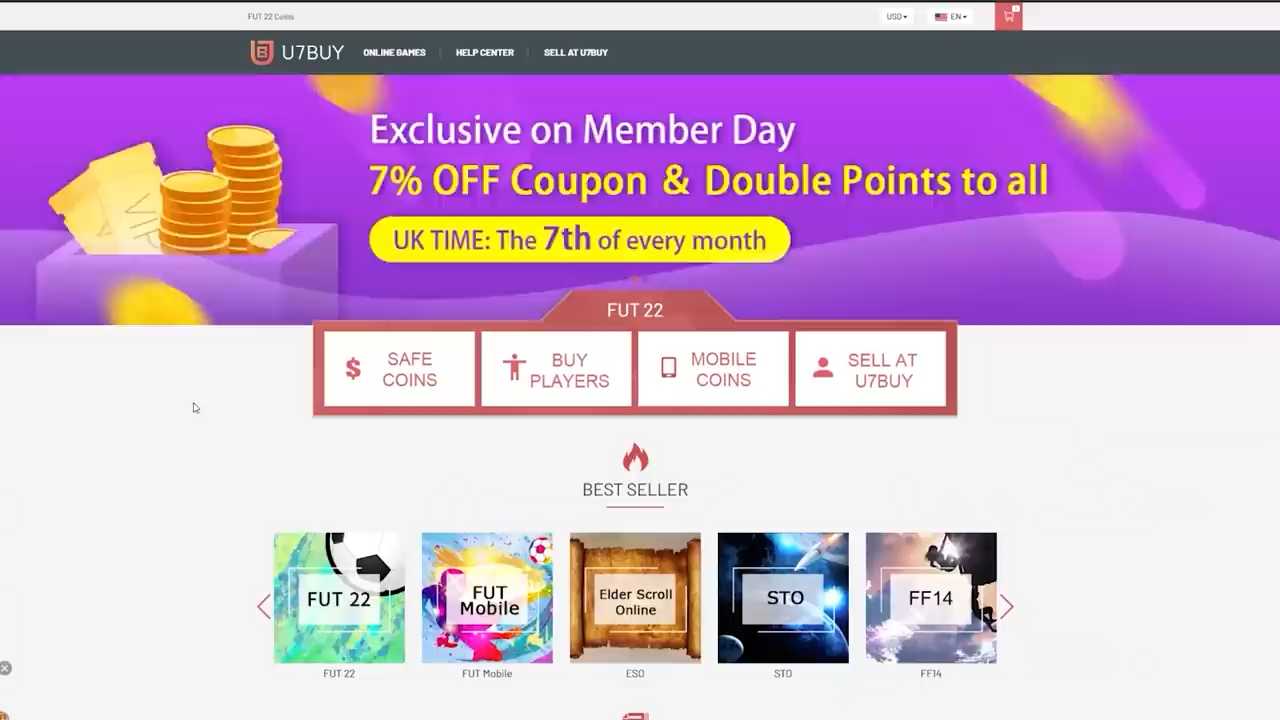 FUT 22 Coins
USD
EN
U7BUY
ONLINE GAMES
HELP CENTER
SELL AT U7BUY
Exclusive on Member Day
7% OFF Coupon & Double Points to all
VIP
UK TIME: The 7th of every month
FUT 22
SAFE
COINS
BUY
PLAYERS
MOBILE
COINS
SELL AT
U7BUY
BEST SELLER
FUT 22
FUT
Mobile
Elder Scroll
Online
STO
FF14
FUT 22
FUT Mobile
ESO
STO
FF14